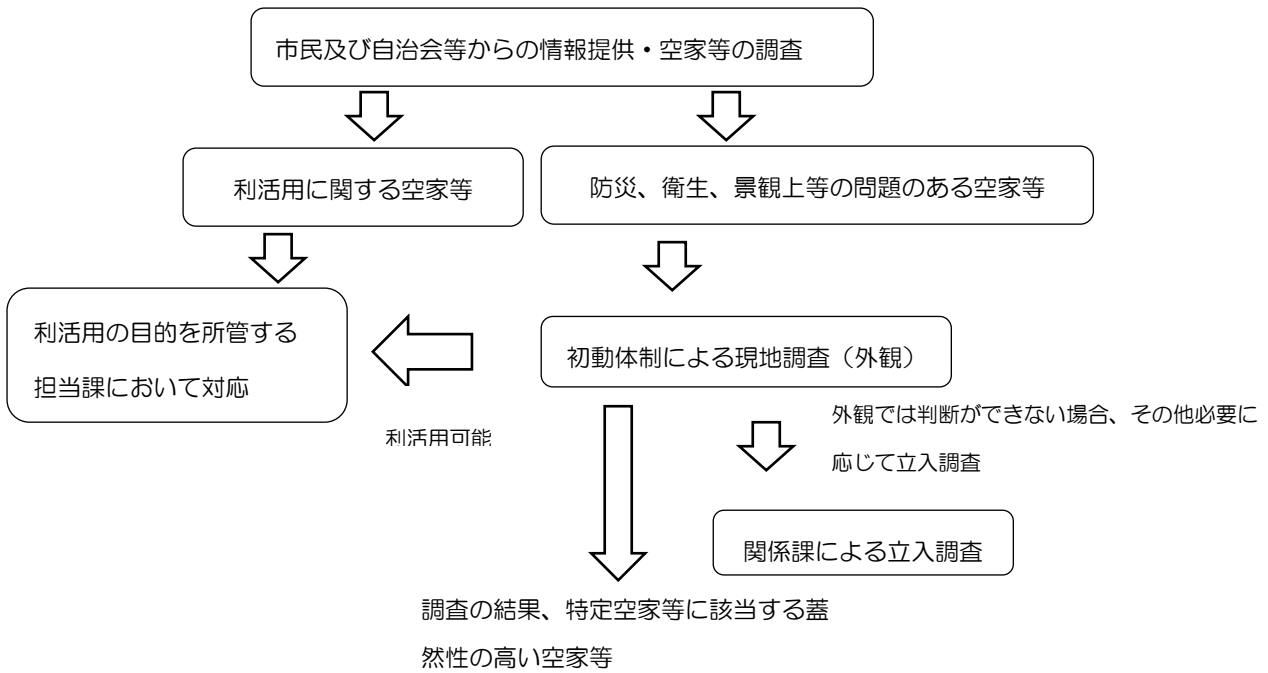 市民及び自治会等からの情報提供・空家等の調査
利活用に関する空家等
防災、衛生、景観上等の問題のある空家等
利活用の目的を所管する
担当課において対応
初動体制による現地調査（外観）
利活用可能
外観では判断ができない場合、その他必要に
応じて立入調査
関係課による立入調査
調査の結果、特定空家等に該当する蓋
然性の高い空家等